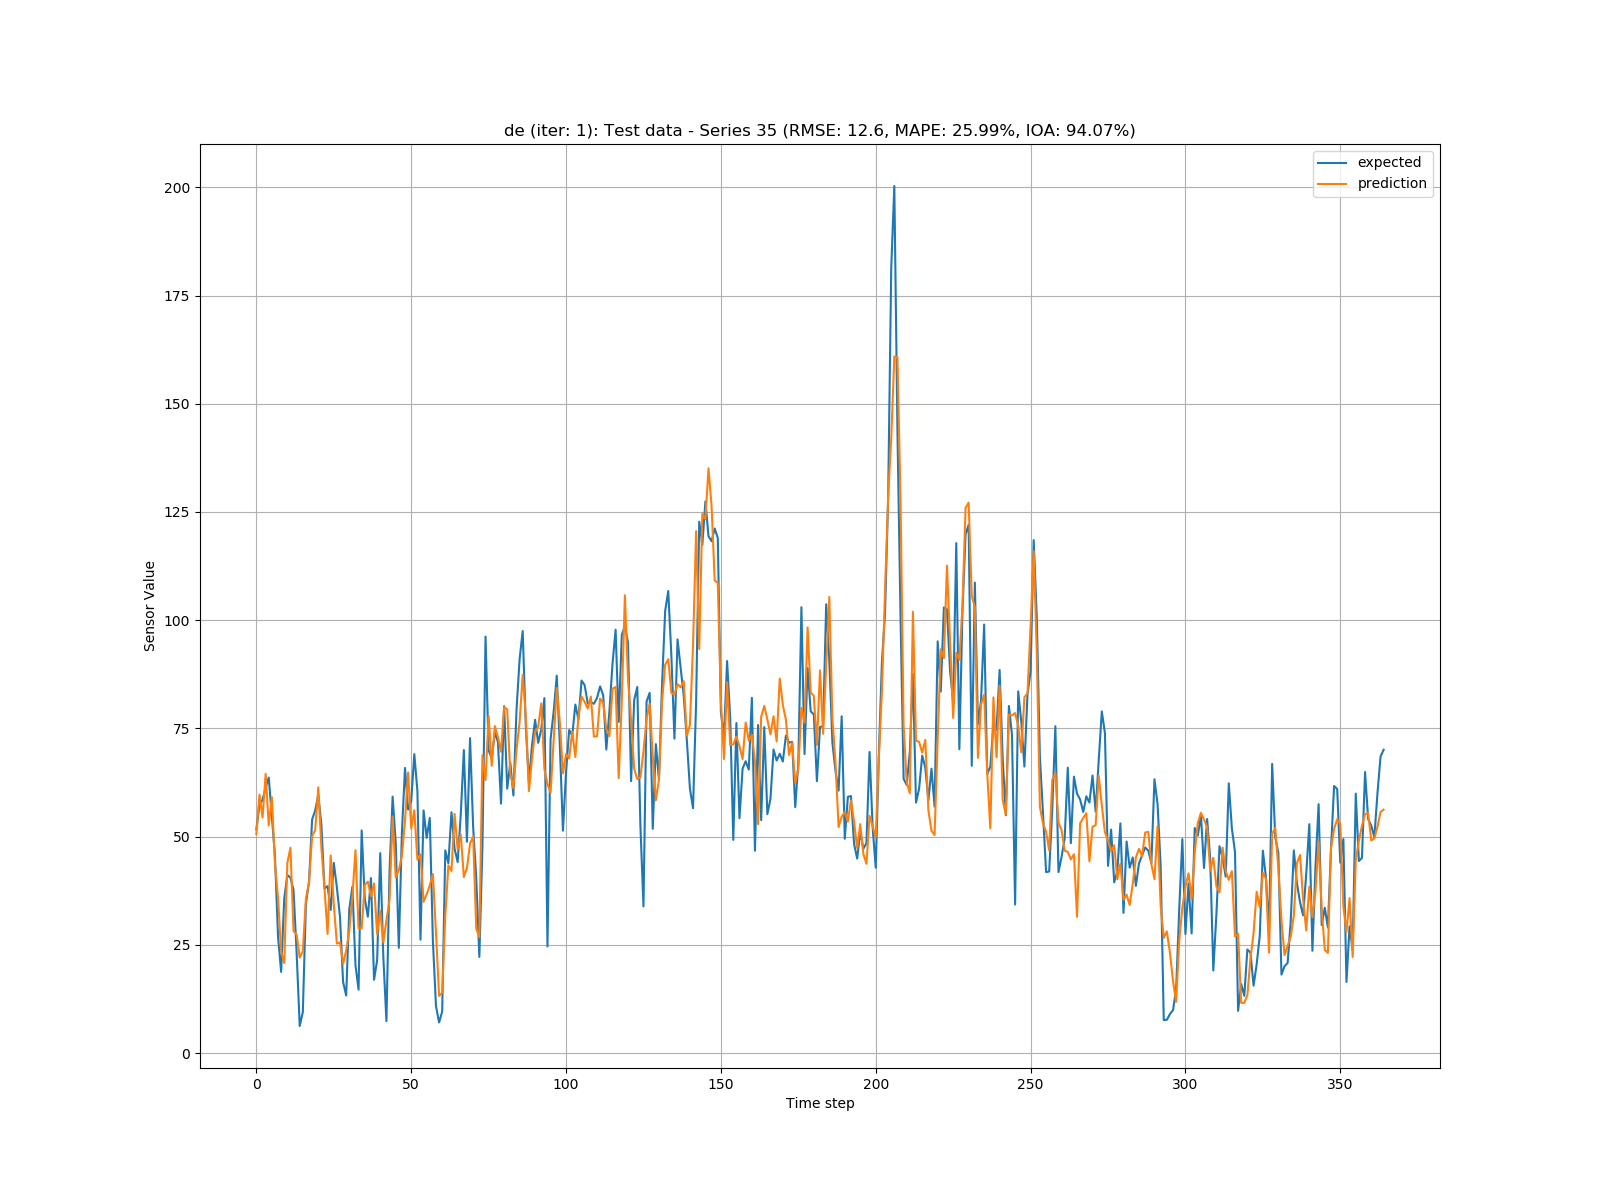 de (iter: 1): Test data - Series 35 (RMSE: 12.6, MAPE: 25.99%, IOA: 94.07%)
expected
prediction
200
175
150
125
100
75
50
25
0
Sensor Value
0 50 100 150 200 250 300 350
Time step